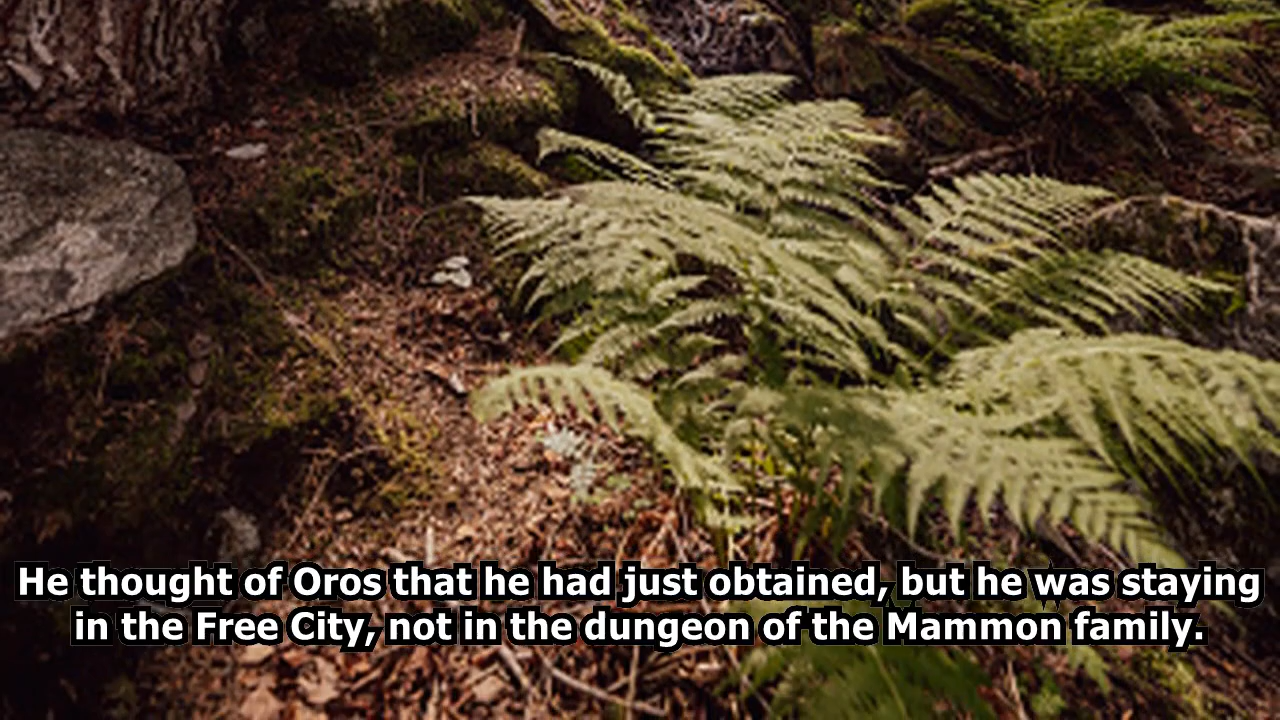 He thought of Oros that he had just obtained, but he was staying
in the Free City, not in the dungeon of the Mammon family.